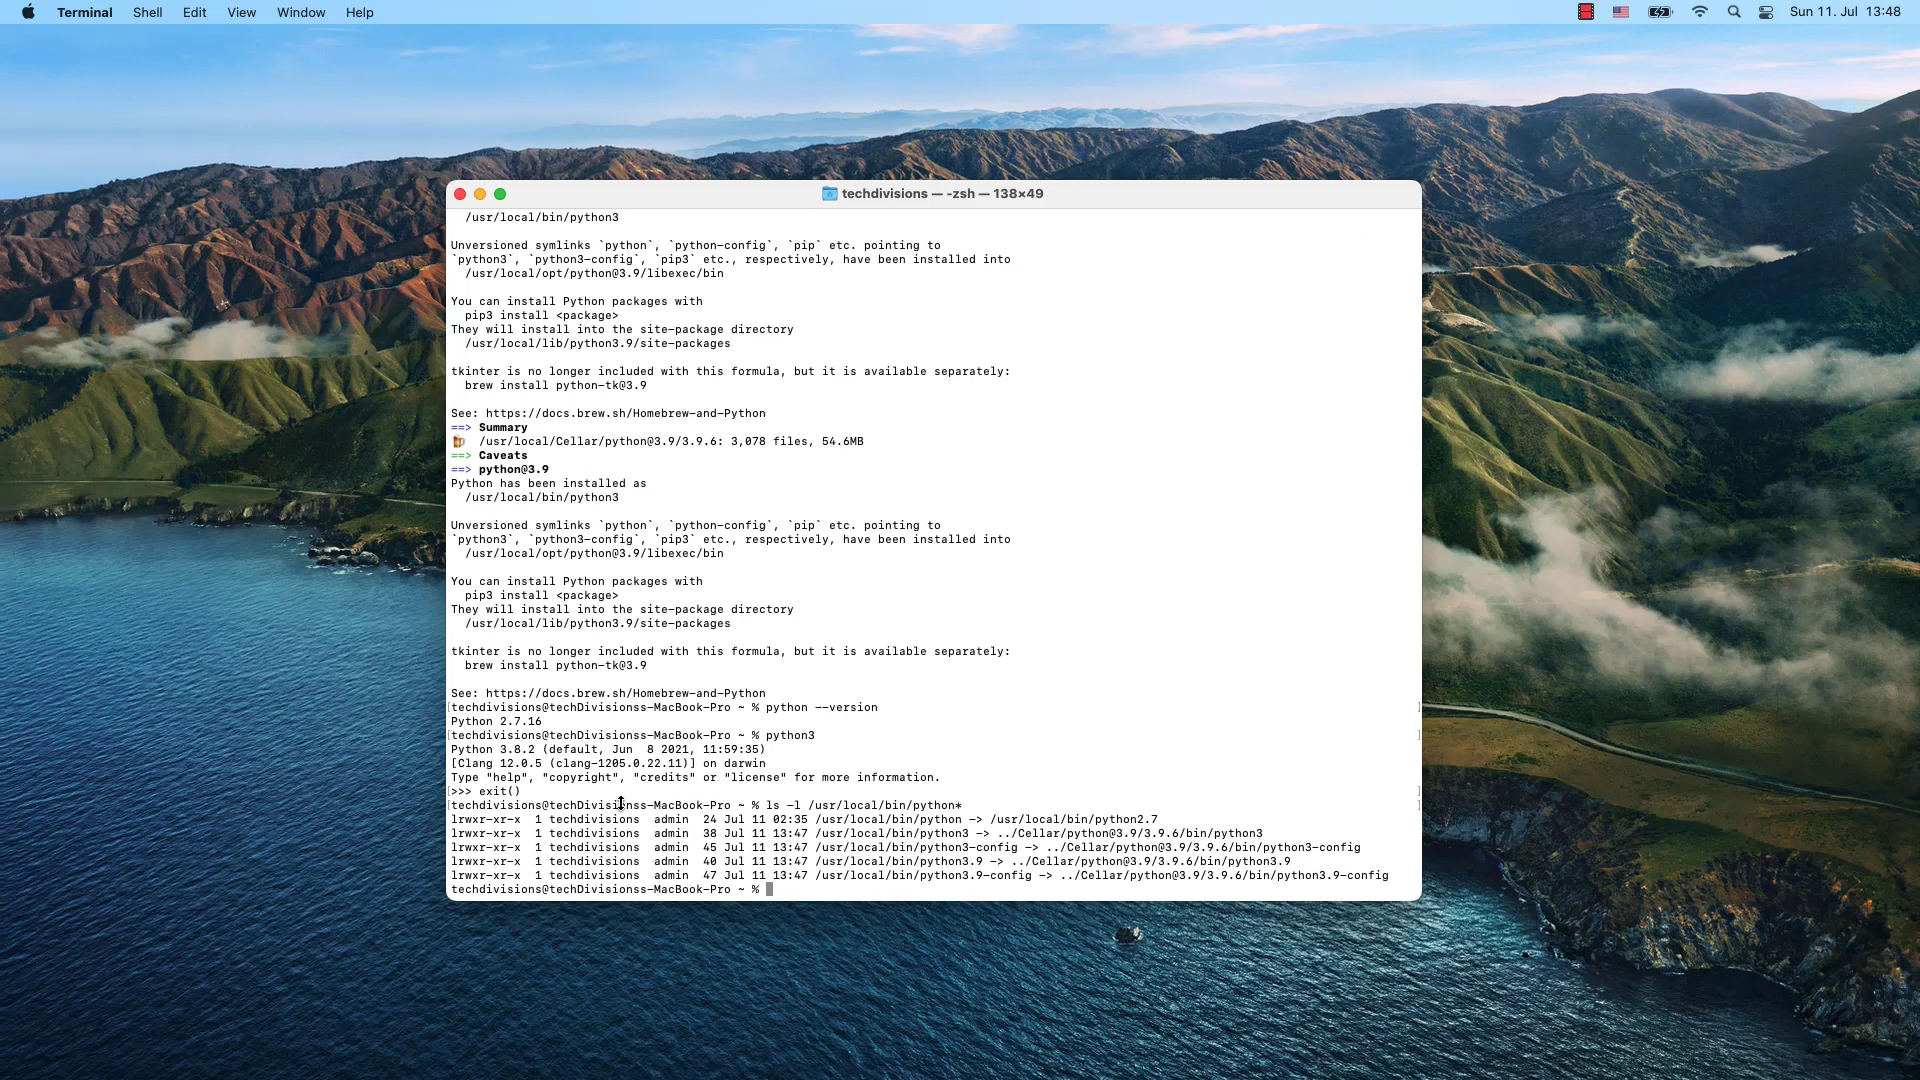 Terminal Shell Edit View Window Help Sun 11. Jul 13:48
techdivisions — -zsh — 138×49
/usr/local/bin/python3
Unversioned symlinks `python`, `python-config`, `pip` etc. pointing to
`python3`, `python3-config`, `pip3` etc., respectively, have been installed into
/usr/local/opt/python@3.9/libexec/bin
You can install Python packages with
pip3 install <package>
They will install into the site-package directory
/usr/local/lib/python3.9/site-packages
tkinter is no longer included with this formula, but it is available separately:
brew install python-tk@3.9
See: https://docs.brew.sh/Homebrew-and-Python
==> Summary
🍺 /usr/local/Cellar/python@3.9/3.9.6: 3,078 files, 54.6MB
==> Caveats
==> python@3.9
Python has been installed as
/usr/local/bin/python3
Unversioned symlinks `python`, `python-config`, `pip` etc. pointing to
`python3`, `python3-config`, `pip3` etc., respectively, have been installed into
/usr/local/opt/python@3.9/libexec/bin
You can install Python packages with
pip3 install <package>
They will install into the site-package directory
/usr/local/lib/python3.9/site-packages
tkinter is no longer included with this formula, but it is available separately:
brew install python-tk@3.9
See: https://docs.brew.sh/Homebrew-and-Python
[techdivisions@techDivisionss-MacBook-Pro ~ % python --version ]
Python 2.7.16
[techdivisions@techDivisionss-MacBook-Pro ~ % python3 ]
Python 3.8.2 (default, Jun  8 2021, 11:59:35)
[Clang 12.0.5 (clang-1205.0.22.11)] on darwin
Type "help", "copyright", "credits" or "license" for more information.
[>>> exit() ]
[techdivisions@techDivisionss-MacBook-Pro ~ % ls -l /usr/local/bin/python* ]
lrwxr-xr-x  1 techdivisions  admin  24 Jul 11 02:35 /usr/local/bin/python -> /usr/local/bin/python2.7
lrwxr-xr-x  1 techdivisions  admin  38 Jul 11 13:47 /usr/local/bin/python3 -> ../Cellar/python@3.9/3.9.6/bin/python3
lrwxr-xr-x  1 techdivisions  admin  45 Jul 11 13:47 /usr/local/bin/python3-config -> ../Cellar/python@3.9/3.9.6/bin/python3-config
lrwxr-xr-x  1 techdivisions  admin  40 Jul 11 13:47 /usr/local/bin/python3.9 -> ../Cellar/python@3.9/3.9.6/bin/python3.9
lrwxr-xr-x  1 techdivisions  admin  47 Jul 11 13:47 /usr/local/bin/python3.9-config -> ../Cellar/python@3.9/3.9.6/bin/python3.9-config
techdivisions@techDivisionss-MacBook-Pro ~ %